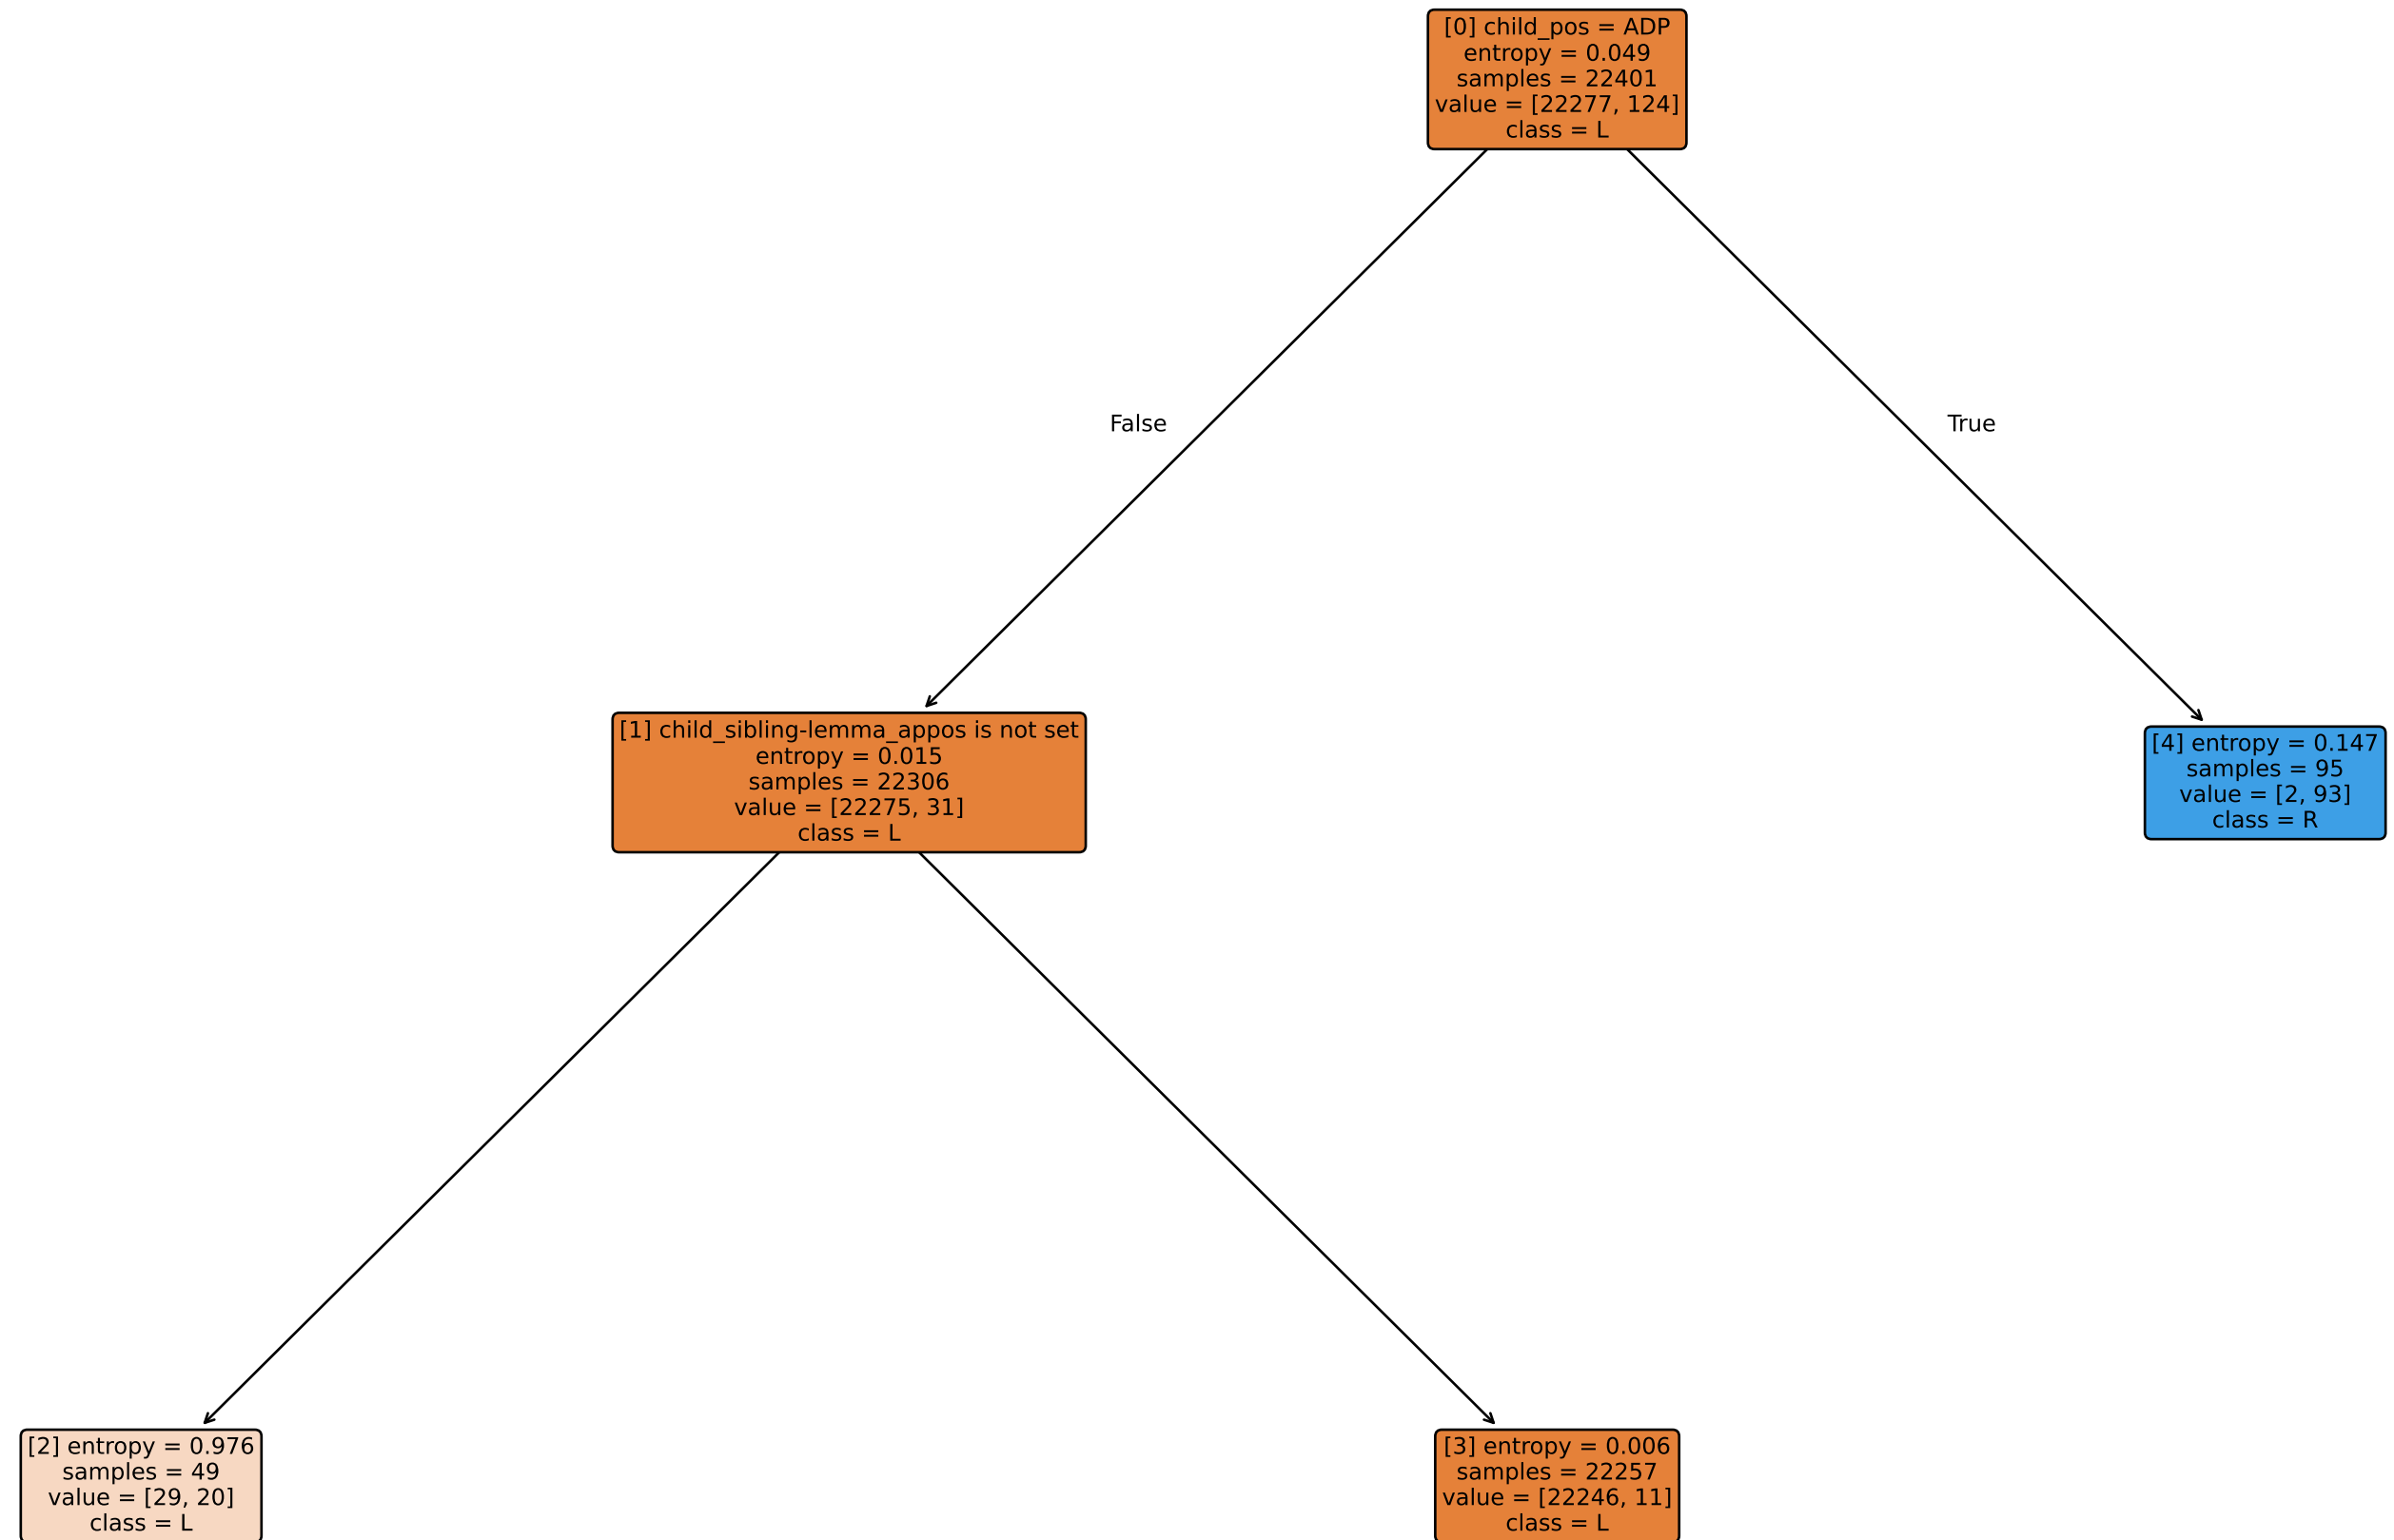 [0] child_pos = ADP
entropy = 0.049
samples = 22401
value = [22277, 124]
class = L
False
True
[1] child_sibling-lemma_appos is not set
entropy = 0.015
samples = 22306
value = [22275, 31]
class = L
[4] entropy = 0.147
samples = 95
value = [2, 93]
class = R
[2] entropy = 0.976
samples = 49
value = [29, 20]
class = L
[3] entropy = 0.006
samples = 22257
value = [22246, 11]
class = L